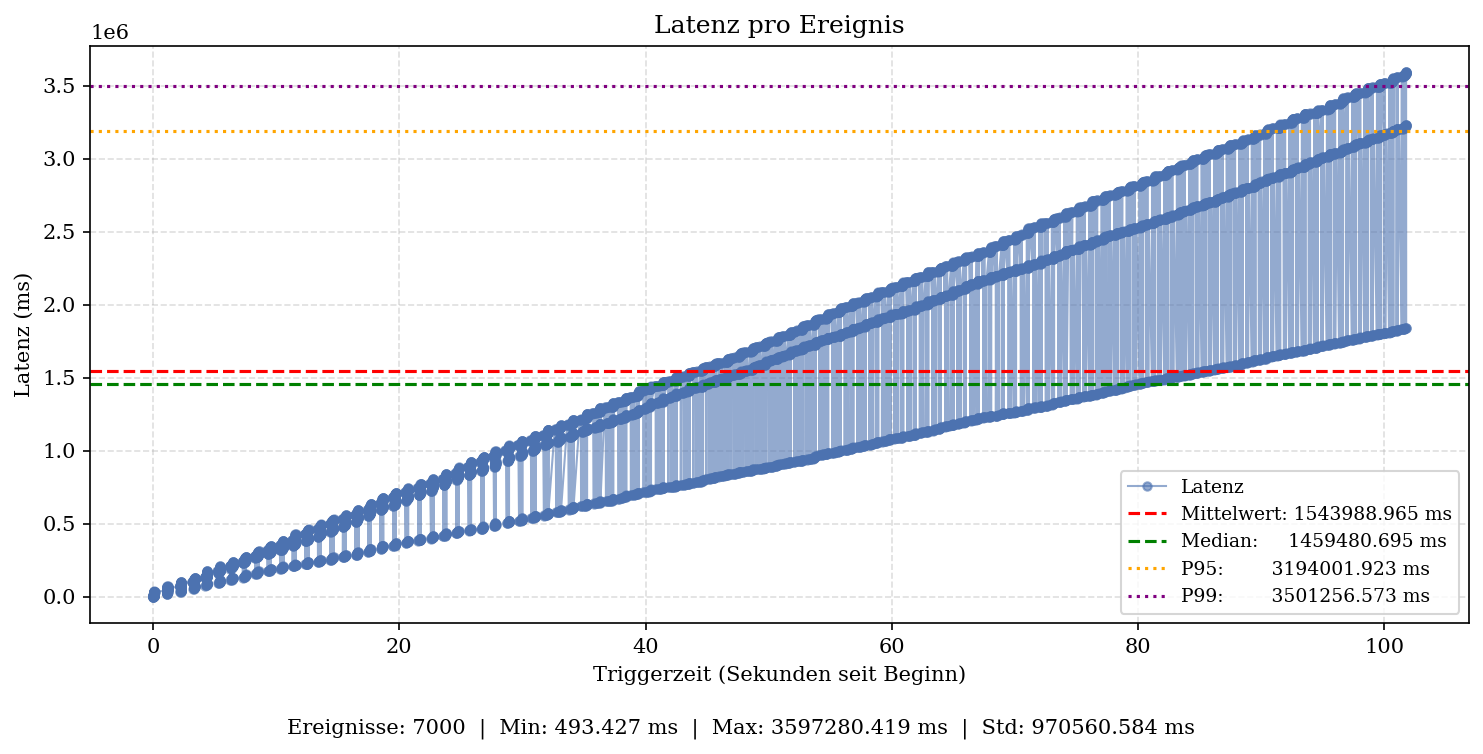 Latenz pro Ereignis
1e6
3.5
3.0
2.5
2.0
1.5
1.0
0.5
0.0
Latenz (ms)
0 20 40 60 80 100
Triggerzeit (Sekunden seit Beginn)
Latenz
Mittelwert: 1543988.965 ms
Median: 1459480.695 ms
P95: 3194001.923 ms
P99: 3501256.573 ms
Ereignisse: 7000 | Min: 493.427 ms | Max: 3597280.419 ms | Std: 970560.584 ms